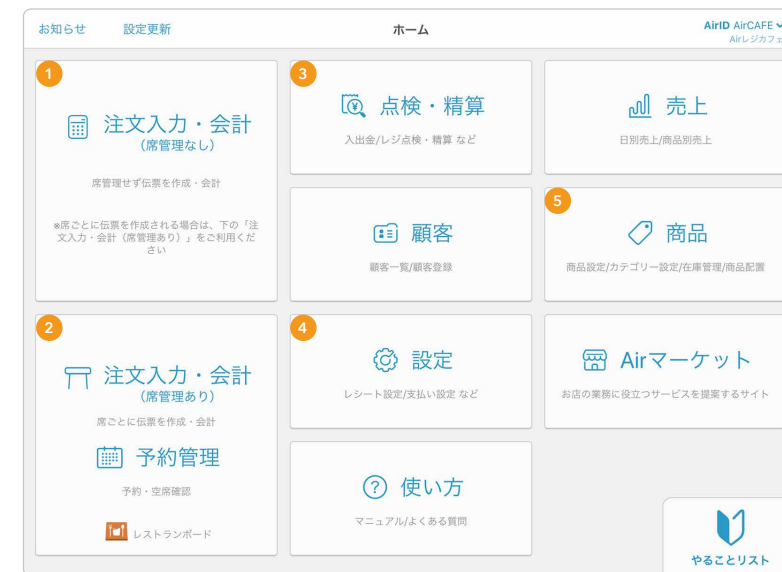 お知らせ
設定更新
ホーム
AirID AirCAFE
Airレジカフェ
1
注文入力・会計
(席管理なし)
席管理せず伝票を作成・会計
※席ごとに伝票を作成される場合は、下の「注
文入力・会計（席管理あり）」をご利用くだ
さい
3
点検・精算
入出金/レジ点検・精算 など
売上
日別売上/商品別売上
顧客
顧客一覧/顧客登録
5
商品
商品設定/カテゴリー設定/在庫管理/商品配置
2
注文入力・会計
(席管理あり)
席ごとに伝票を作成・会計
予約管理
予約・空席確認
レストランボード
4
設定
レシート設定/支払い設定 など
Airマーケット
お店の業務に役立つサービスを提案するサイト
使い方
マニュアル/よくある質問
やることリスト